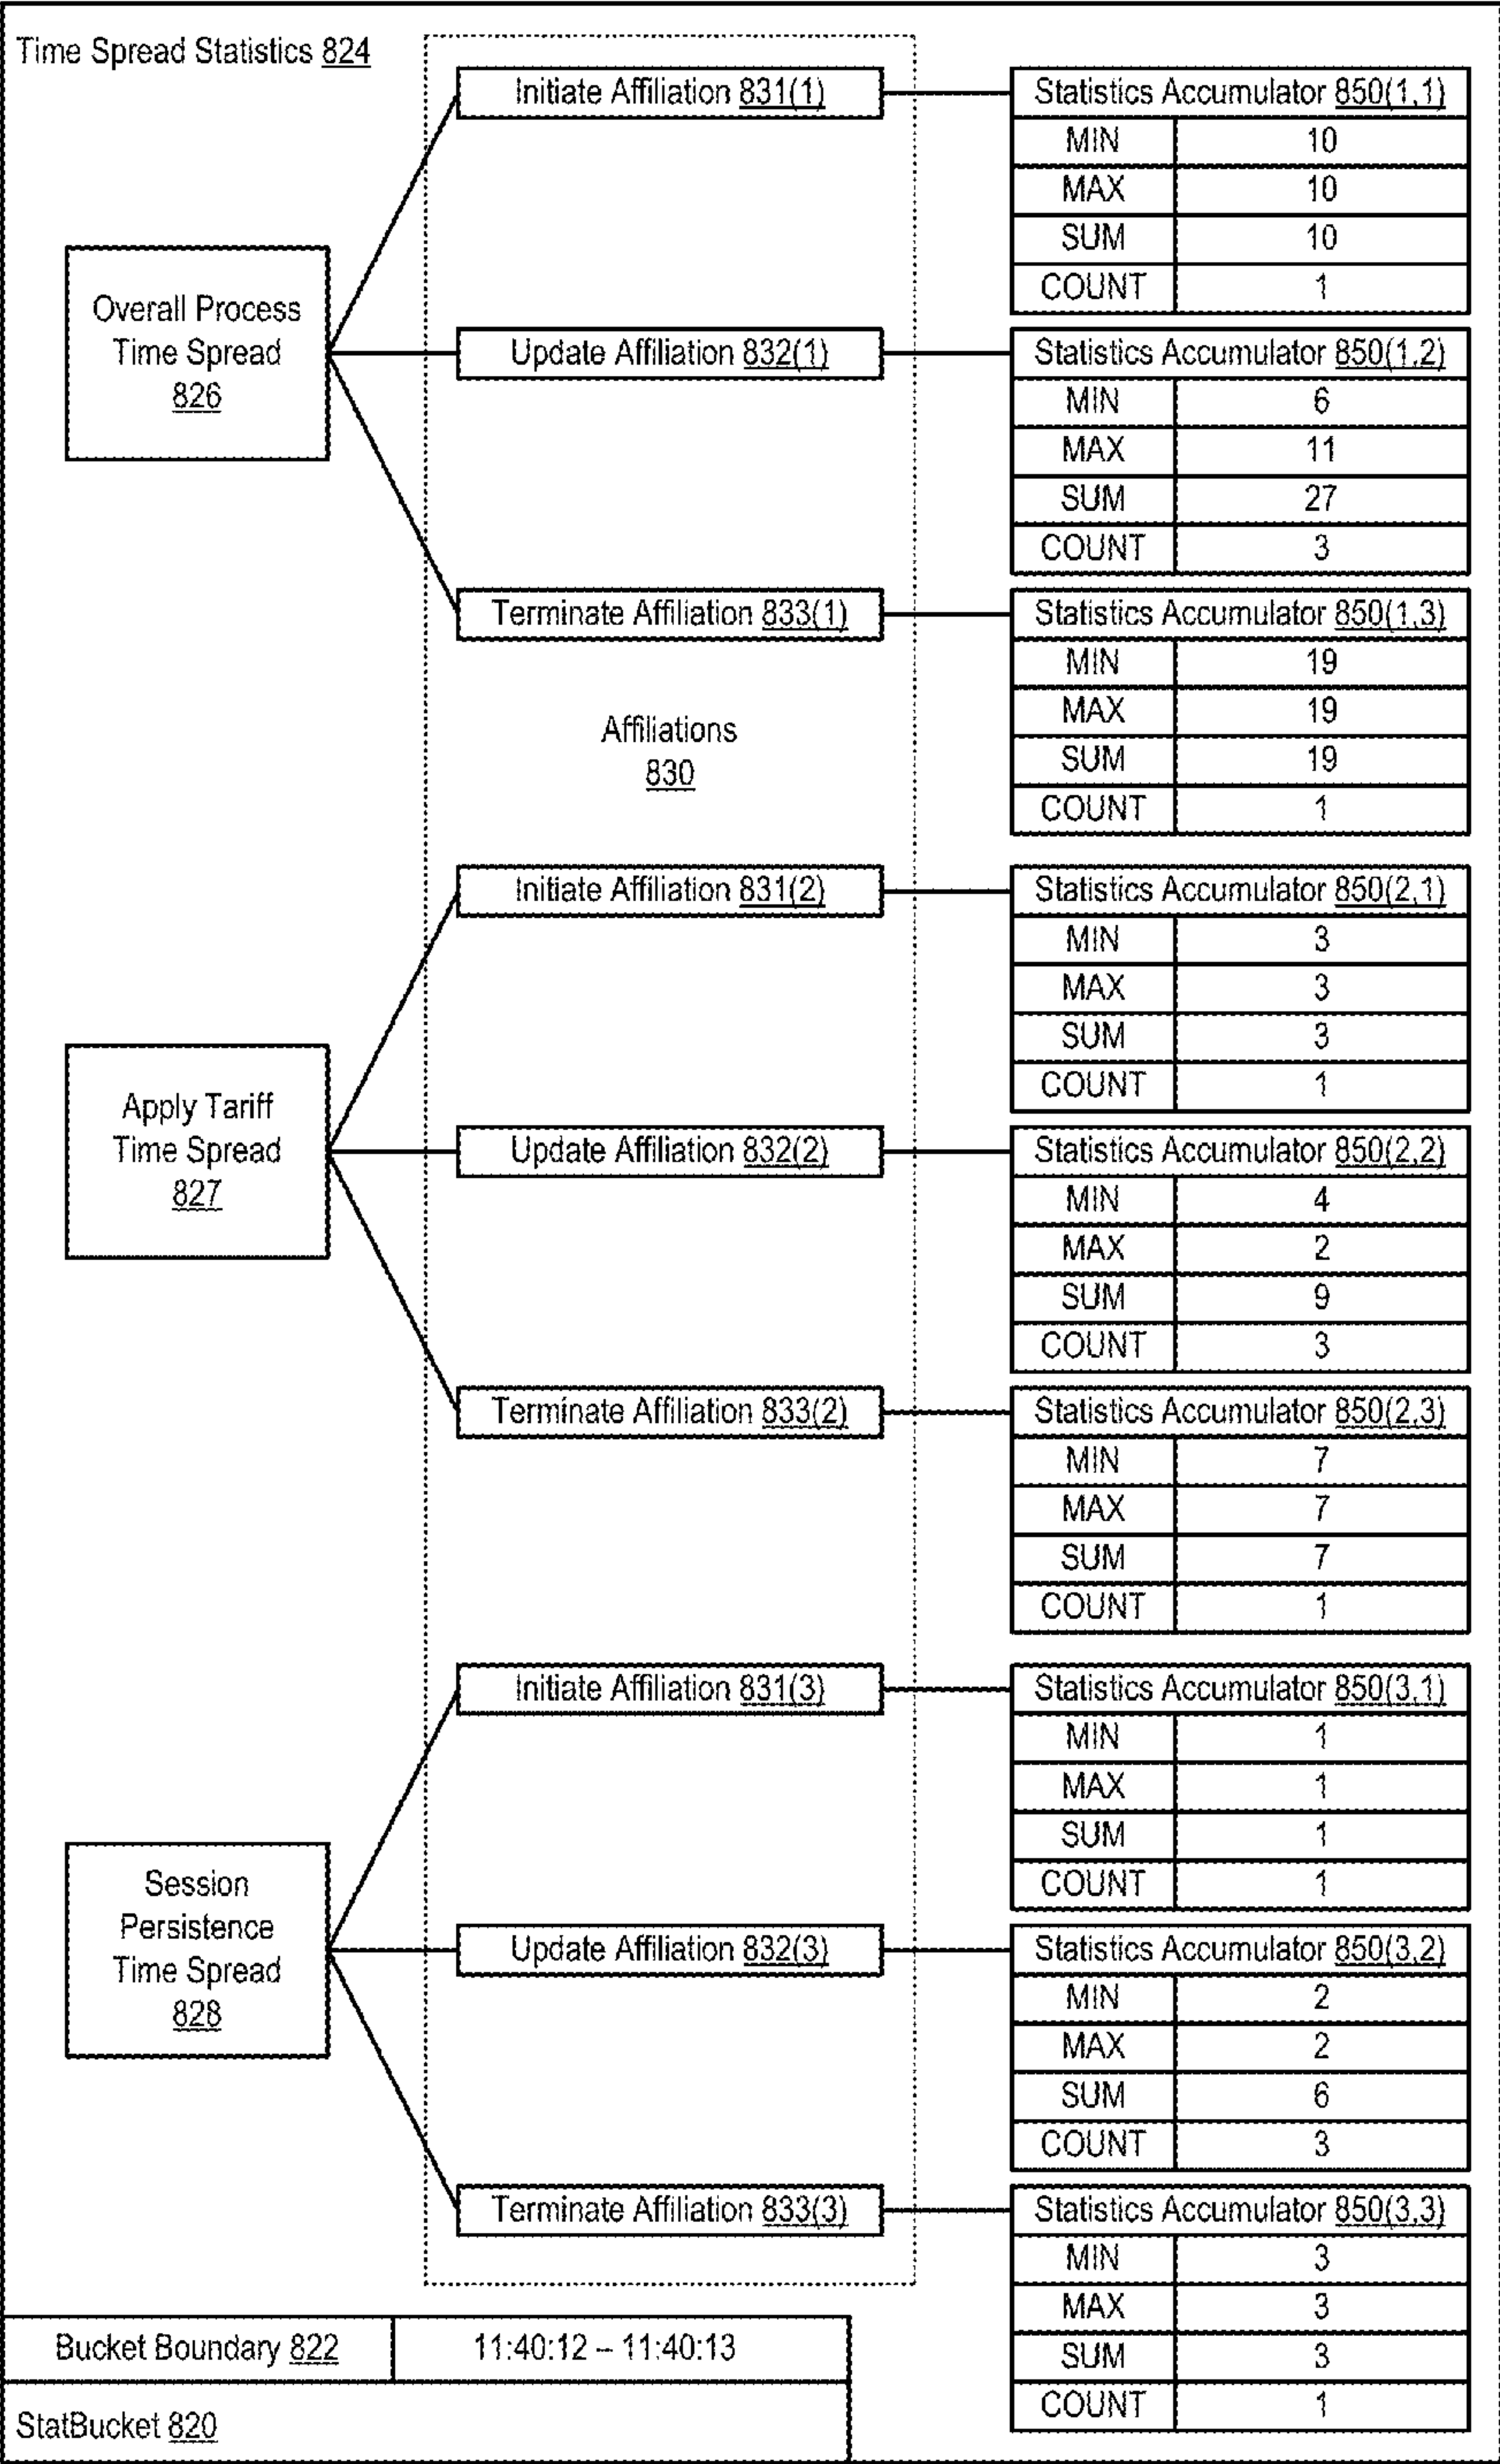 Time Spread Statistics 824
Overall Process
Time Spread
826
Initiate Affiliation 831(1)
Statistics Accumulator 850(1,1)
MIN 10
MAX 10
SUM 10
COUNT 1
Update Affiliation 832(1)
Statistics Accumulator 850(1,2)
MIN 6
MAX 11
SUM 27
COUNT 3
Terminate Affiliation 833(1)
Statistics Accumulator 850(1,3)
MIN 19
MAX 19
SUM 19
COUNT 1
Affiliations
830
Apply Tariff
Time Spread
827
Initiate Affiliation 831(2)
Statistics Accumulator 850(2,1)
MIN 3
MAX 3
SUM 3
COUNT 1
Update Affiliation 832(2)
Statistics Accumulator 850(2,2)
MIN 4
MAX 2
SUM 9
COUNT 3
Terminate Affiliation 833(2)
Statistics Accumulator 850(2,3)
MIN 7
MAX 7
SUM 7
COUNT 1
Session
Persistence
Time Spread
828
Initiate Affiliation 831(3)
Statistics Accumulator 850(3,1)
MIN 1
MAX 1
SUM 1
COUNT 1
Update Affiliation 832(3)
Statistics Accumulator 850(3,2)
MIN 2
MAX 2
SUM 6
COUNT 3
Terminate Affiliation 833(3)
Statistics Accumulator 850(3,3)
MIN 3
MAX 3
SUM 3
COUNT 1
Bucket Boundary 822 11:40:12 – 11:40:13
StatBucket 820